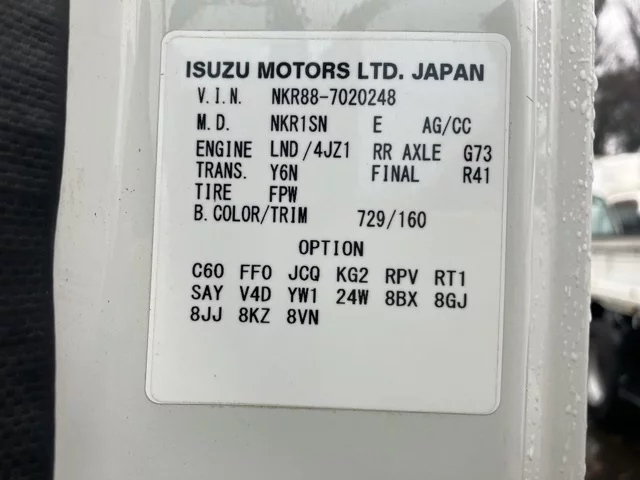 ISUZU MOTORS LTD. JAPAN
V.I.N. NKR88-7020248
M.D. NKR1SN E AG/CC
ENGINE LND/4JZ1 RR AXLE G73
TRANS. Y6N FINAL R41
TIRE FPW
B.COLOR/TRIM 729/160
OPTION
C60 FF0 JCQ KG2 RPV RT1
SAY V4D YW1 24W 8BX 8GJ
8JJ 8KZ 8VN